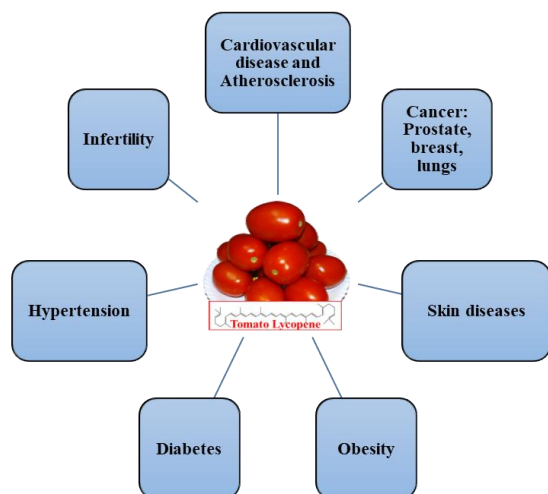 Cardiovascular
disease and
Atherosclerosis
Cancer:
Prostate,
breast,
lungs
Skin diseases
Obesity
Diabetes
Hypertension
Infertility
Tomato Lycopene